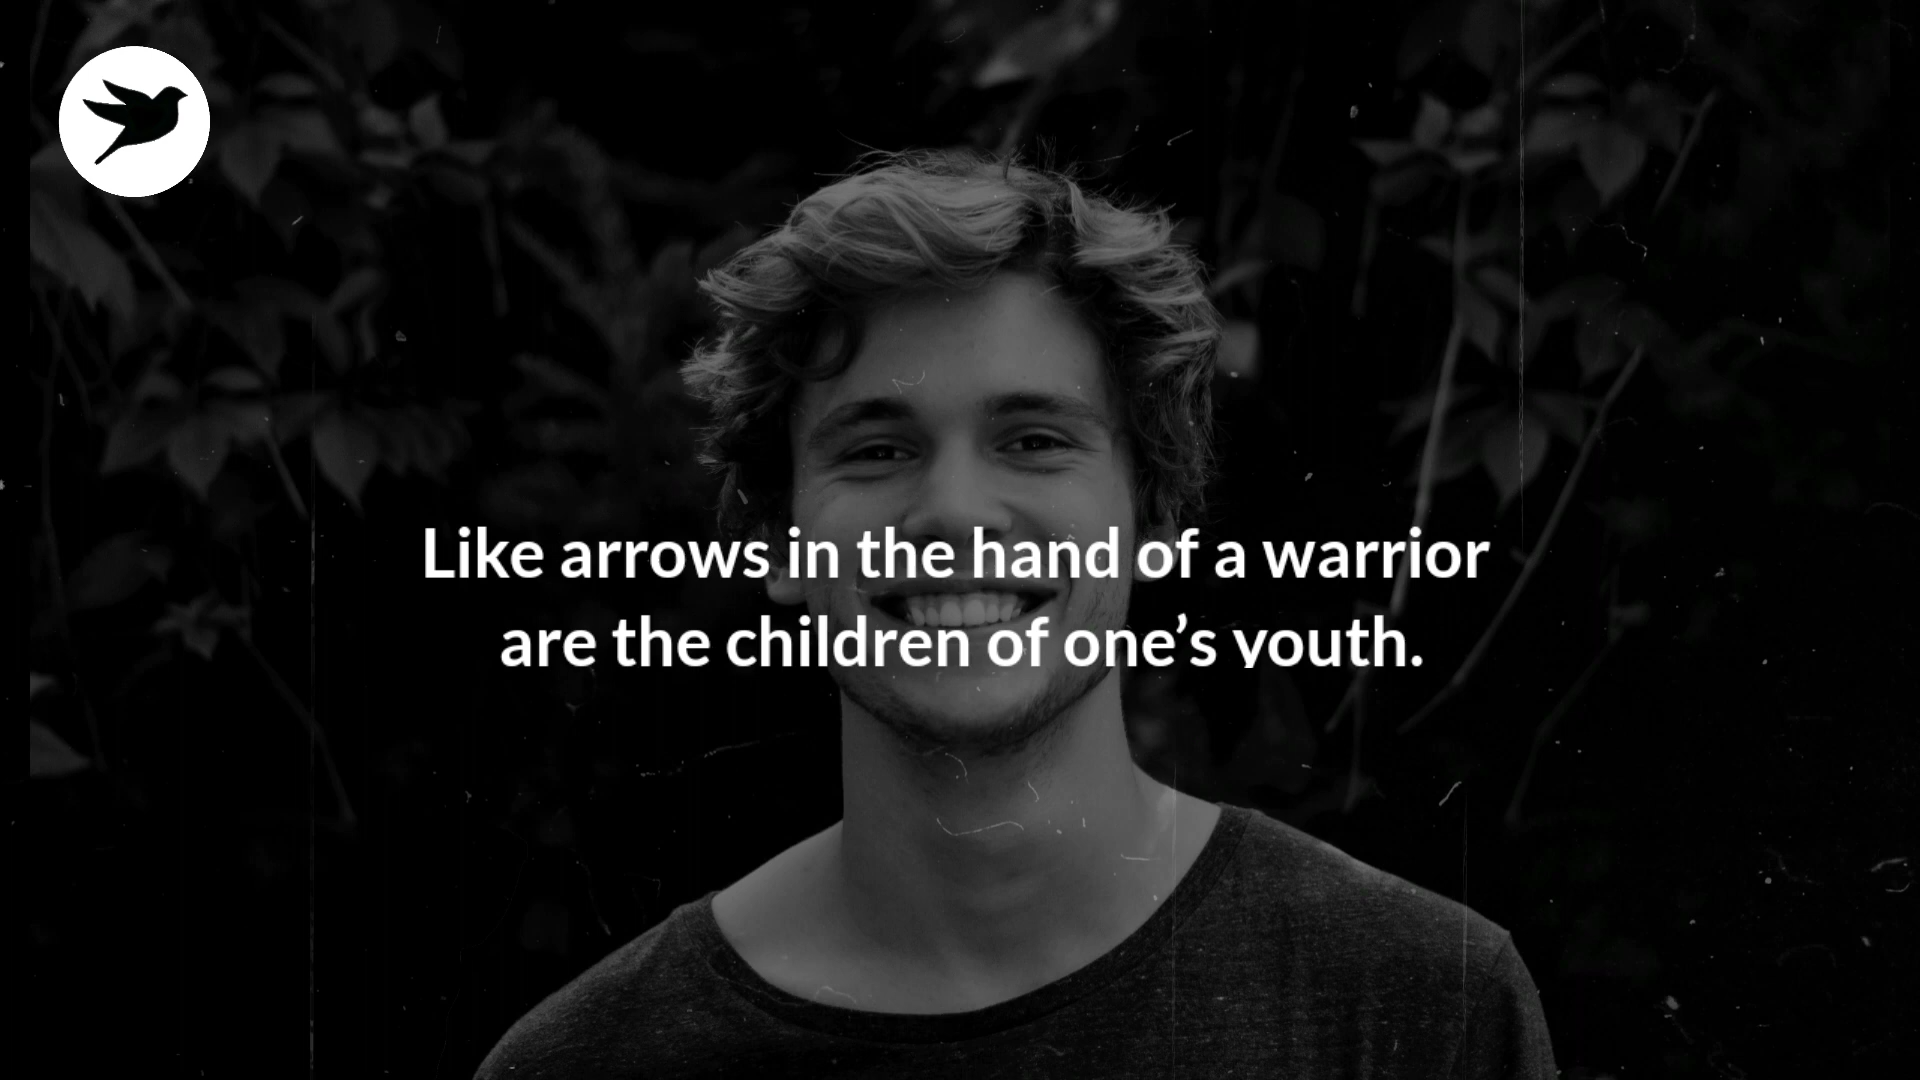 Like arrows in the hand of a warrior
are the children of one’s youth.